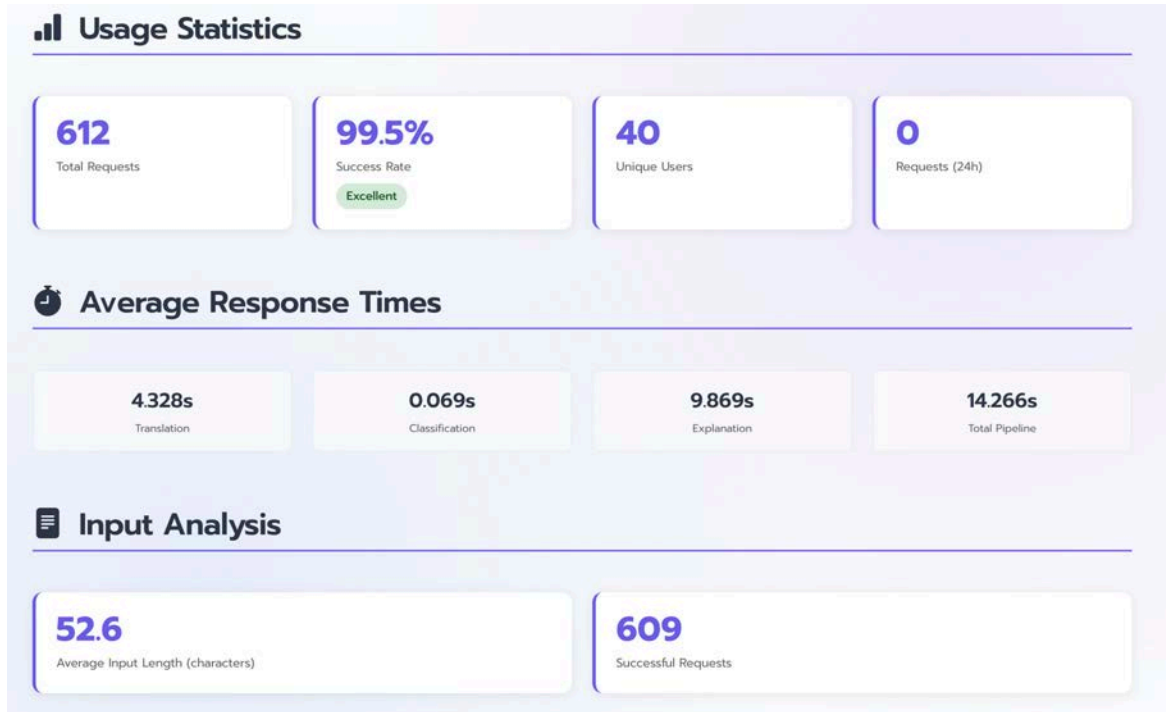 Usage Statistics
612
Total Requests
99.5%
Success Rate
Excellent
40
Unique Users
0
Requests (24h)
Average Response Times
4.328s
Translation
0.069s
Classification
9.869s
Explanation
14.266s
Total Pipeline
Input Analysis
52.6
Average Input Length (characters)
609
Successful Requests